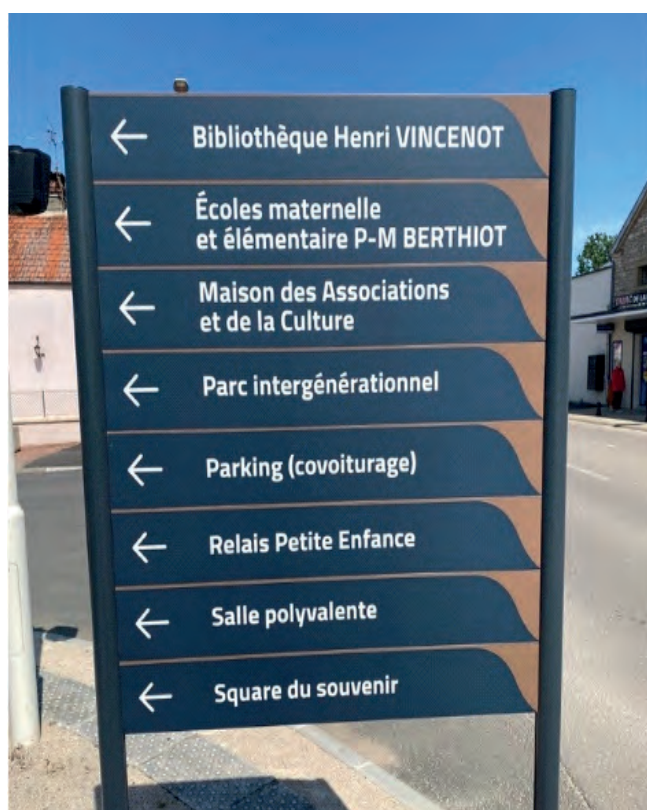 Bibliothèque Henri VINCENOT
Écoles maternelle
et élémentaire P-M BERTHIOT
Maison des Associations
et de la Culture
Parc intergénérationnel
Parking (covoiturage)
Relais Petite Enfance
Salle polyvalente
Square du souvenir